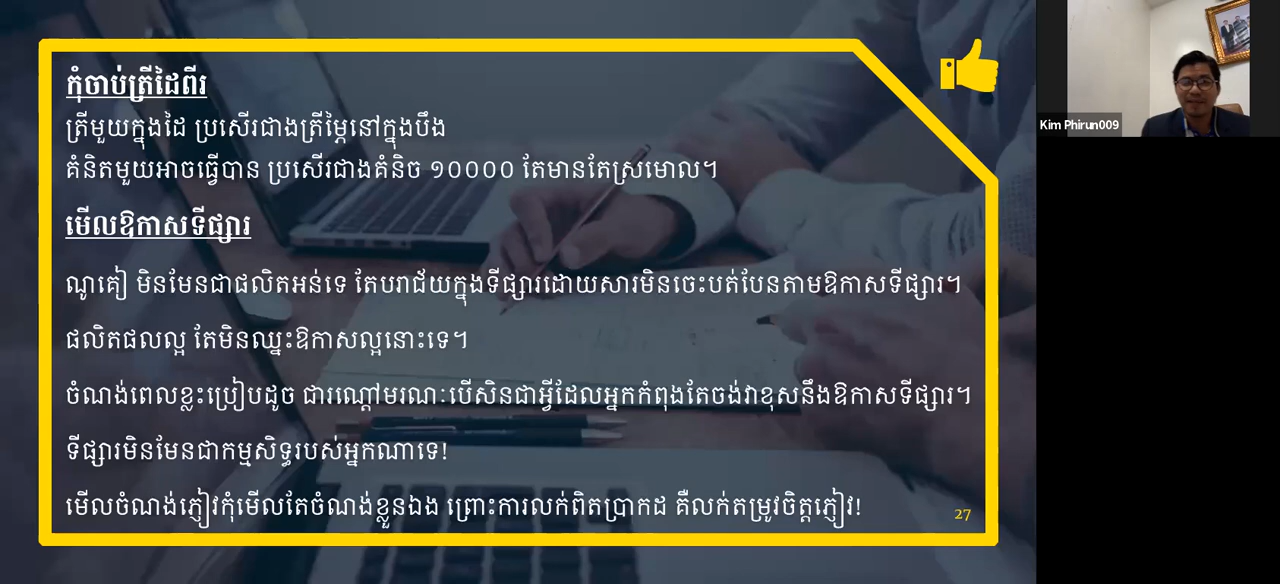 កុំចាប់ត្រីដៃពីរ
ត្រីមួយក្នុងដៃ ប្រសើរជាងត្រីម្ភៃនៅក្នុងបឹង
គំនិតមួយអាចធ្វើបាន ប្រសើរជាងគំនិច ១០០០០ តែមានតែស្រមោល។
មើលឱកាសទីផ្សារ
ណូគៀ មិនមែនជាផលិតអន់ទេ តែបរាជ័យក្នុងទីផ្សារដោយសារមិនចេះបត់បែនតាមឱកាសទីផ្សារ។
ផលិតផលល្អ តែមិនឈ្នះឱកាសល្អនោះទេ។
ចំណង់ពេលខ្លះប្រៀបដូច ជារណ្តៅមរណៈបើសិនជាអ្វីដែលអ្នកកំពុងតែចង់វាខុសនឹងឱកាសទីផ្សារ។
ទីផ្សារមិនមែនជាកម្មសិទ្ធរបស់អ្នកណាទេ!
មើលចំណង់ភ្ញៀវកុំមើលតែចំណង់ខ្លួនឯង ព្រោះការលក់ពិតប្រាកដ គឺលក់តម្រូវចិត្តភ្ញៀវ!
27
Kim Phirun009